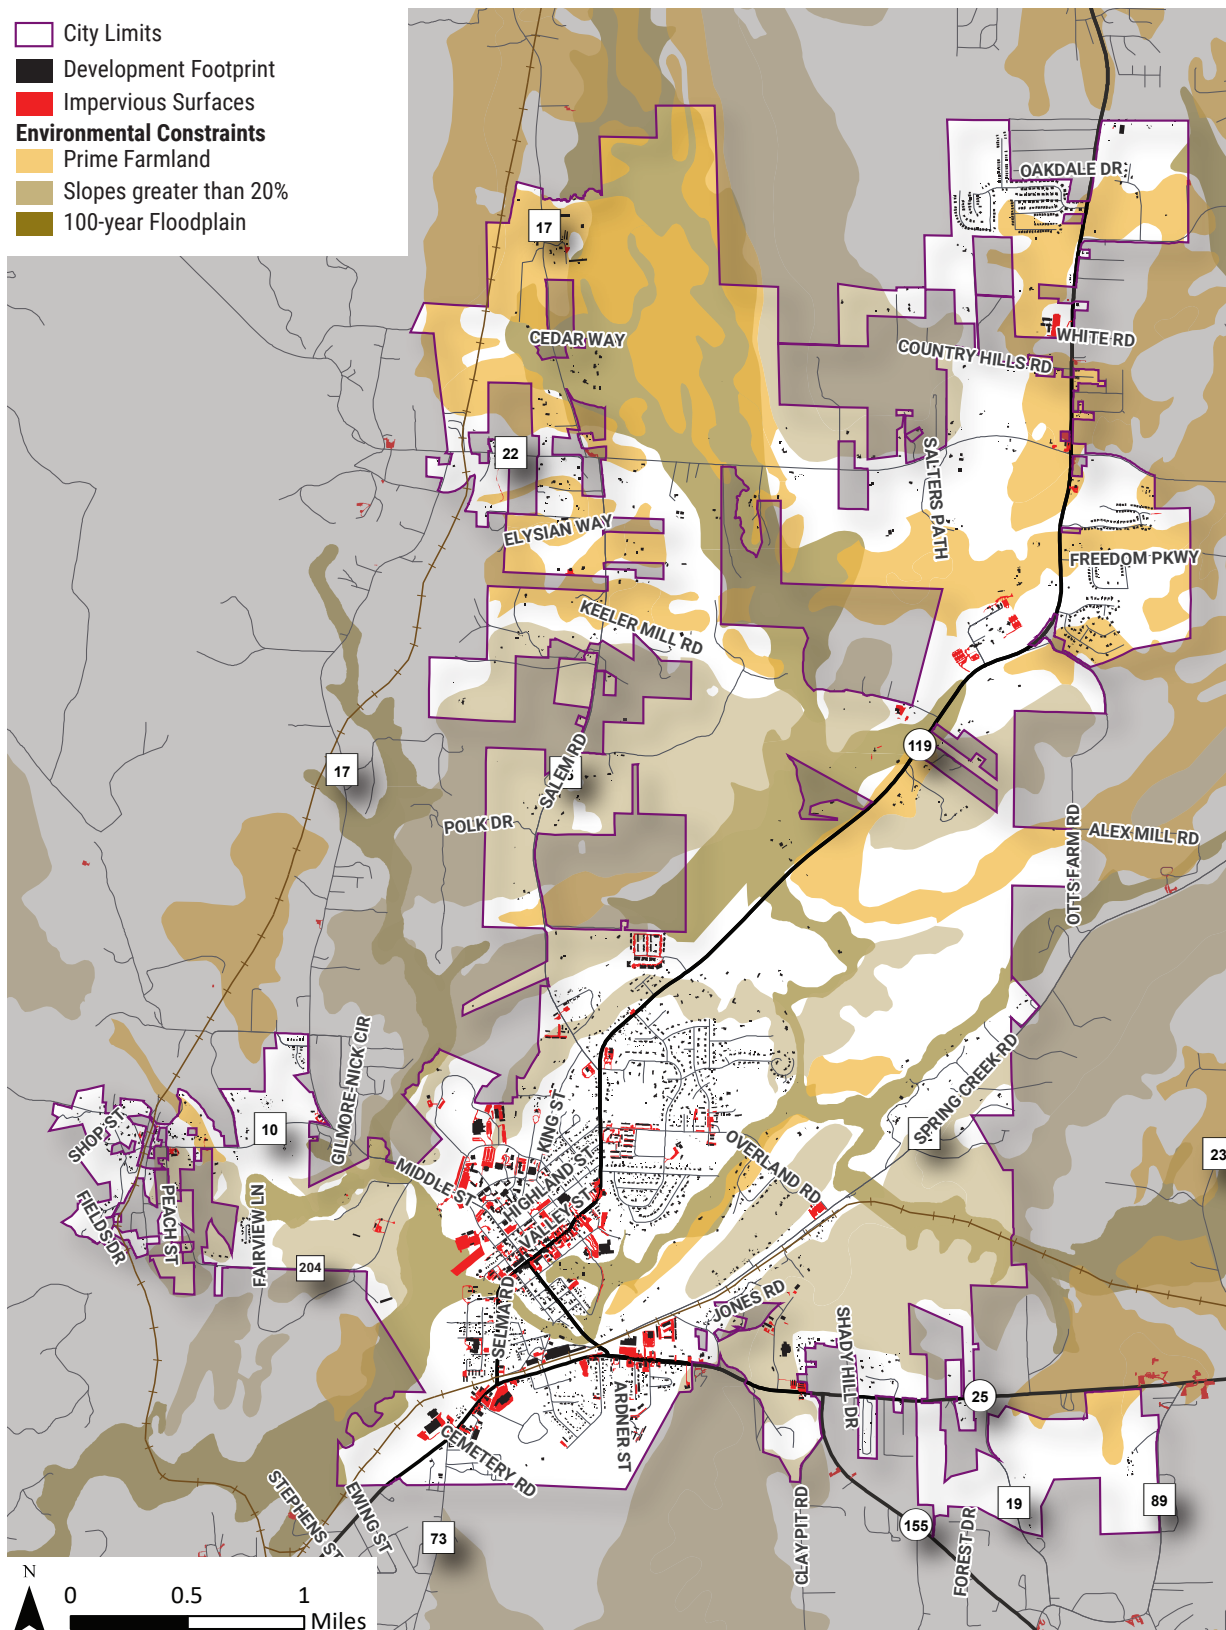 City Limits
Development Footprint
Impervious Surfaces
Environmental Constraints
Prime Farmland
Slopes greater than 20%
100-year Floodplain
OAKDALE DR
17
CEDAR WAY
WHITE RD
COUNTRY HILLS RD
22
SALTERS PATH
ELYSIAN WAY
FREEDOM PKWY
KEELER MILL RD
119
17
SALEM RD
POLK DR
OTTS FARM RD
ALEX MILL RD
GILMORE-NICK CIR
SPRING CREEK RD
SHOP ST
10
KING ST
MIDDLE ST
HIGHLAND ST
OVERLAND RD
23
FIELDS DR
PEACH ST
FAIRVIEW LN
VALLEY ST
204
SELMA RD
JONES RD
SHADY HILL DR
25
ARDNER ST
CEMETERY RD
STEPHENS ST
EWING ST
CLAY PIT RD
19
89
155
FOREST DR
73
N
0 0.5 1
Miles